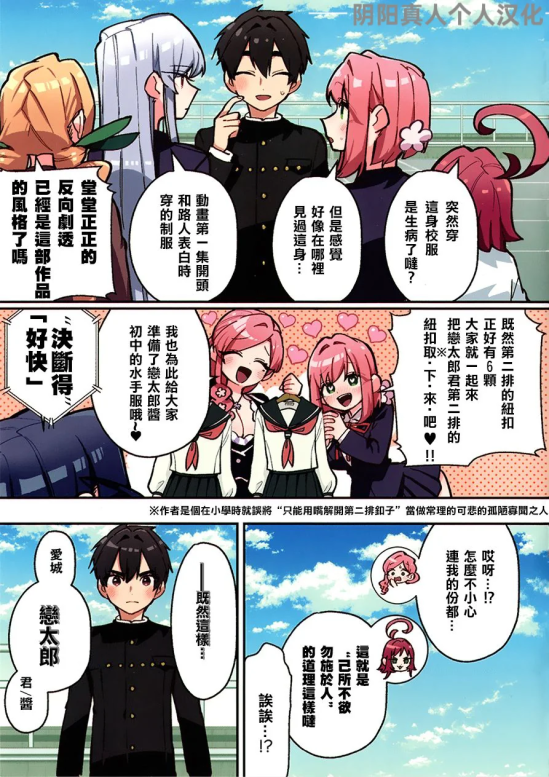 阴阳真人个人汉化
突然穿
這身校服
是生病了噠?
但是感覺
好像在哪裡
見過這身…
動畫第一集開頭
和路人表白時
穿的制服
堂堂正正的
反向劇透
已經是這部作品
的風格了嗎
既然第二排的紐扣
正好有6顆
大家就一起來
把戀太郎君第二排的
※
紐扣取·下·來·吧♥!!
我也為此給大家
準備了戀太郎醬
初中的水手服哦~♥
"決斷得"
「好快」
※作者是個在小學時就誤將“只能用嘴解開第二排釦子”當做常理的可悲的孤陋寡聞之人
哎呀…!?
怎麼不小心
連我的份都…
這就是
"己所不欲
勿施於人"
的道理這樣噠
誒誒…!?
——既然這樣…
愛城
戀太郎
君/醬